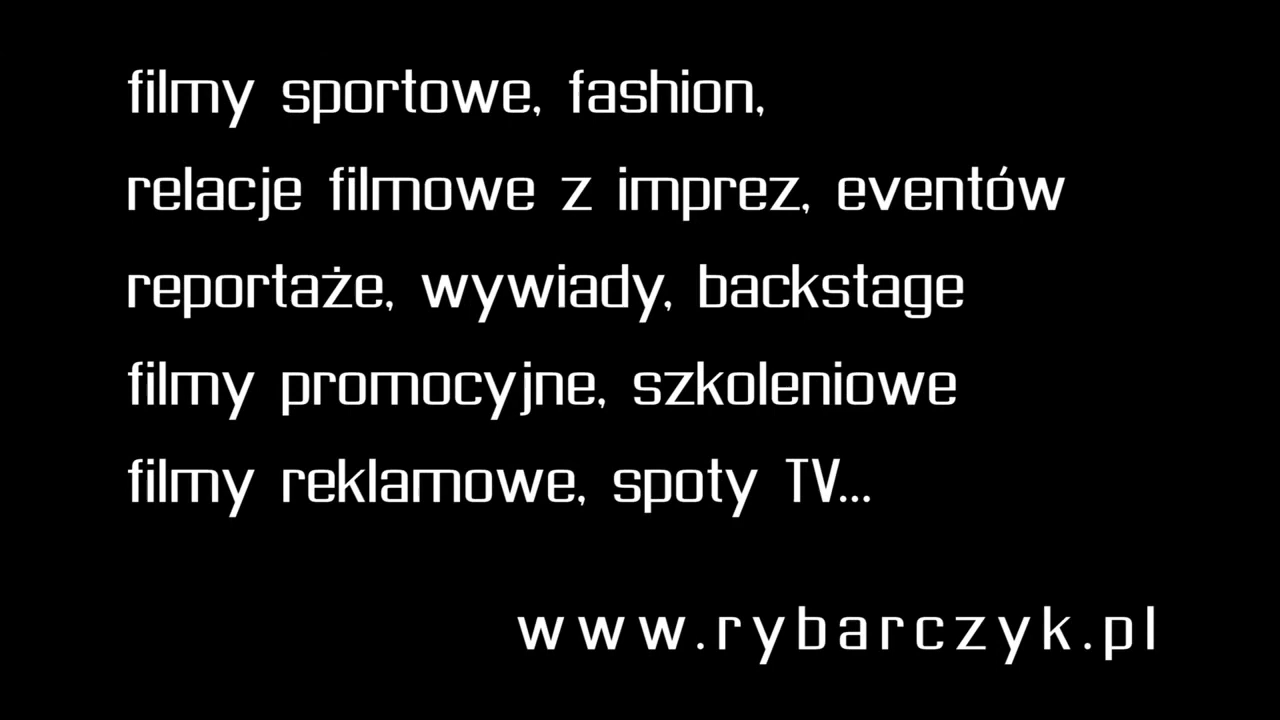 filmy sportowe, fashion,
relacje filmowe z imprez, eventów
reportaże, wywiady, backstage
filmy promocyjne, szkoleniowe
filmy reklamowe, spoty TV...
www.rybarczyk.pl